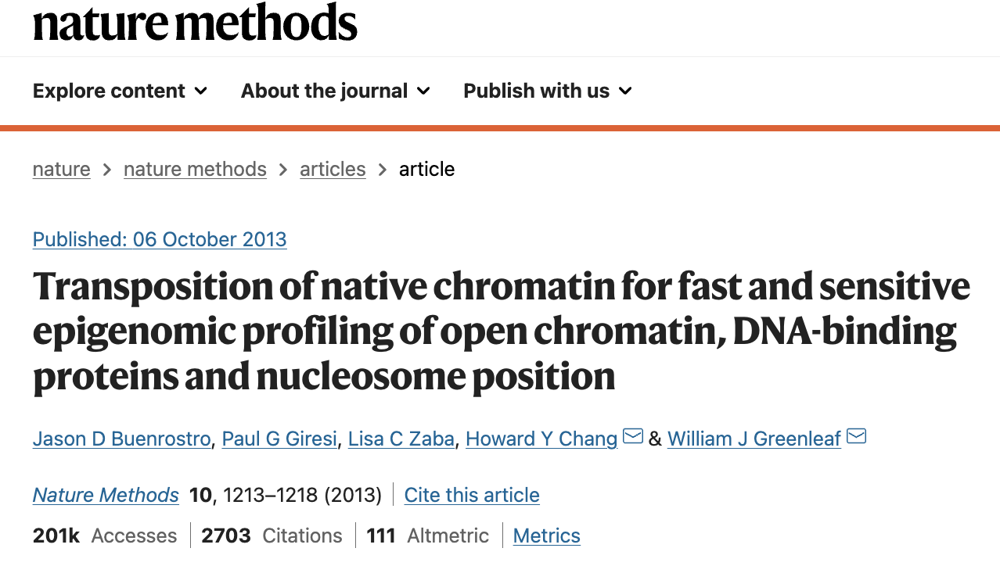 nature methods
Explore content About the journal Publish with us
nature > nature methods > articles > article
Published: 06 October 2013
Transposition of native chromatin for fast and sensitive
epigenomic profiling of open chromatin, DNA-binding
proteins and nucleosome position
Jason D Buenrostro, Paul G Giresi, Lisa C Zaba, Howard Y Chang & William J Greenleaf
Nature Methods 10, 1213–1218 (2013) | Cite this article
201k Accesses | 2703 Citations | 111 Altmetric | Metrics